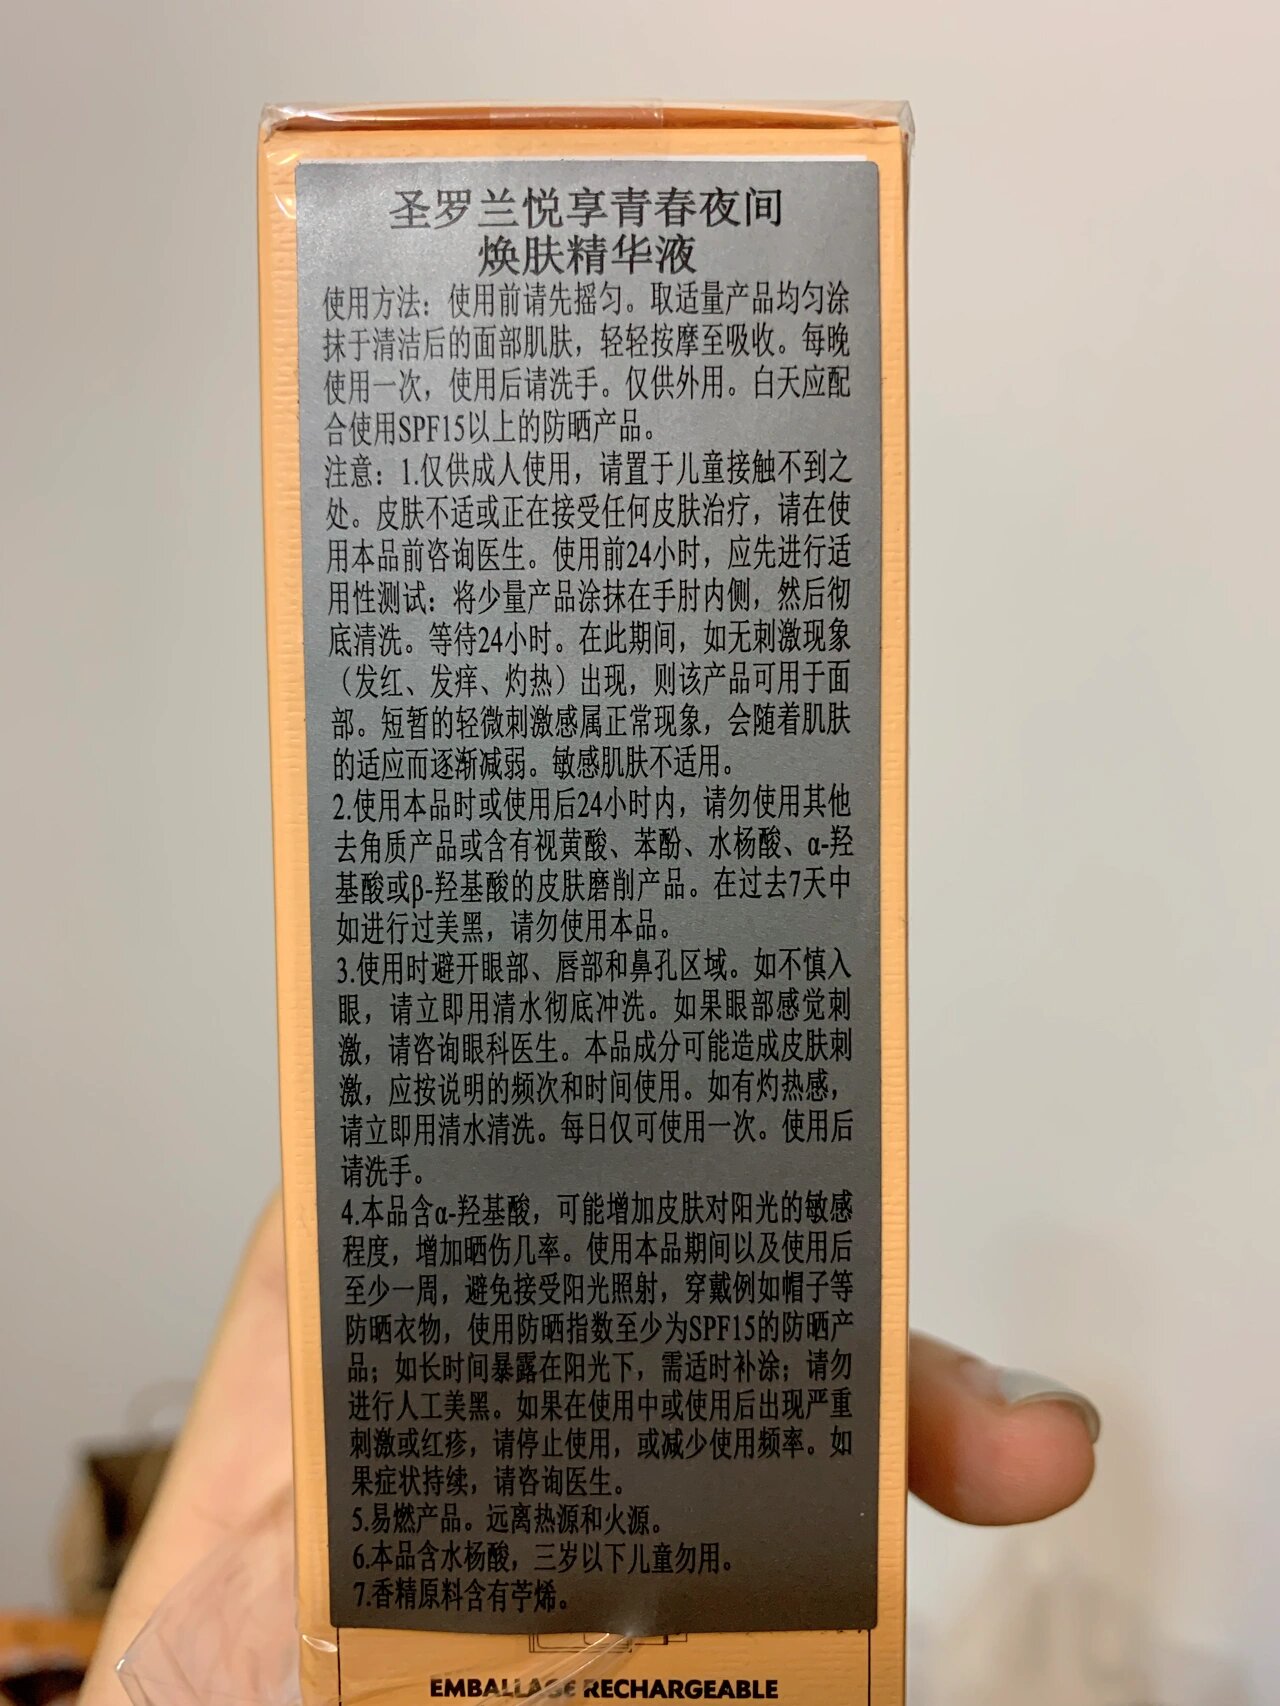 圣罗兰悦享青春夜间
焕肤精华液
使用方法：使用前请先摇匀。取适量产品均匀涂
抹于清洁后的面部肌肤，轻轻按摩至吸收。每晚
使用一次，使用后请洗手。仅供外用。白天应配
合使用SPF15以上的防晒产品。
注意：1.仅供成人使用，请置于儿童接触不到之
处。皮肤不适或正在接受任何皮肤治疗，请在使
用本品前咨询医生。使用前24小时，应先进行适
用性测试：将少量产品涂抹在手肘内侧，然后彻
底清洗。等待24小时。在此期间，如无刺激现象
（发红、发痒、灼热）出现，则该产品可用于面
部。短暂的轻微刺激感属正常现象，会随着肌肤
的适应而逐渐减弱。敏感肌肤不适用。
2.使用本品时或使用后24小时内，请勿使用其他
去角质产品或含有视黄酸、苯酚、水杨酸、α-羟
基酸或β-羟基酸的皮肤磨削产品。在过去7天中
如进行过美黑，请勿使用本品。
3.使用时避开眼部、唇部和鼻孔区域。如不慎入
眼，请立即用清水彻底冲洗。如果眼部感觉刺
激，请咨询眼科医生。本品成分可能造成皮肤刺
激，应按说明的频次和时间使用。如有灼热感，
请立即用清水清洗。每日仅可使用一次。使用后
请洗手。
4.本品含α-羟基酸，可能增加皮肤对阳光的敏感
程度，增加晒伤几率。使用本品期间以及使用后
至少一周，避免接受阳光照射，穿戴例如帽子等
防晒衣物，使用防晒指数至少为SPF15的防晒产
品；如长时间暴露在阳光下，需适时补涂；请勿
进行人工美黑。如果在使用中或使用后出现严重
刺激或红疹，请停止使用，或减少使用频率。如
果症状持续，请咨询医生。
5.易燃产品。远离热源和火源。
6.本品含水杨酸，三岁以下儿童勿用。
7.香精原料含有苧烯。
EMBALLAGE RECHARGEABLE